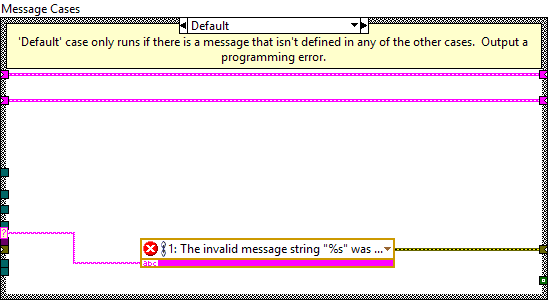 Message Cases
Default
'Default' case only runs if there is a message that isn't defined in any of the other cases. Output a
programming error.
?
1: The invalid message string "%s" was ...
abc